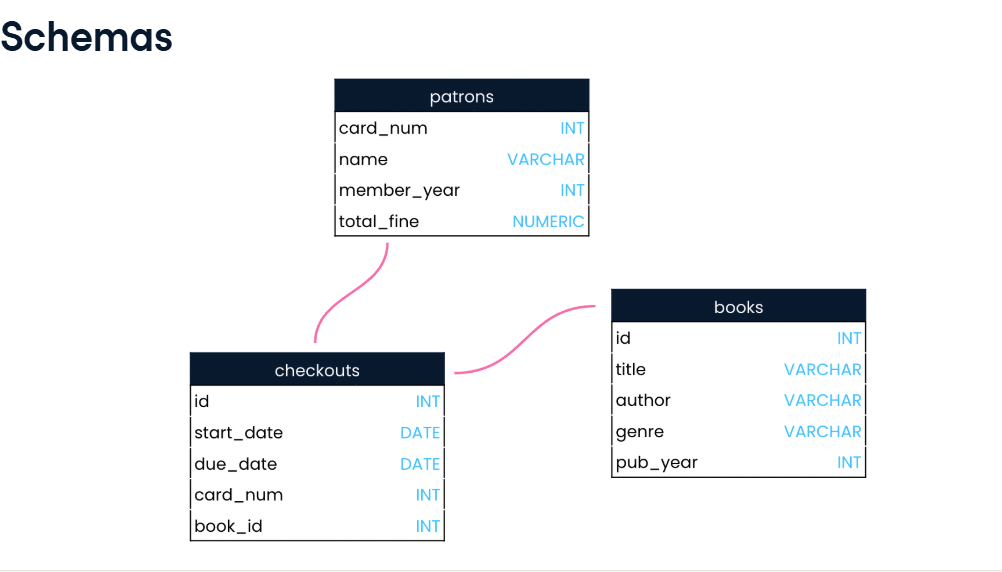 Schemas
patrons
card_num INT
name VARCHAR
member_year INT
total_fine NUMERIC
checkouts
id INT
start_date DATE
due_date DATE
card_num INT
book_id INT
books
id INT
title VARCHAR
author VARCHAR
genre VARCHAR
pub_year INT